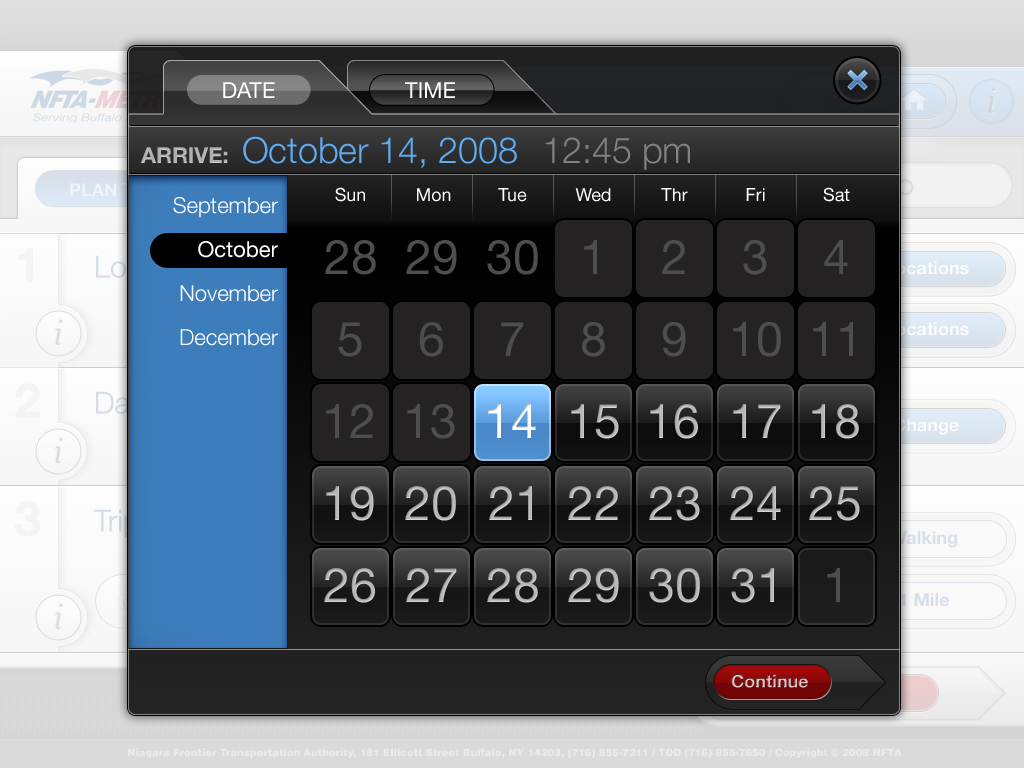 DATE
TIME
NFTA-METR
Serving Buffalo
ARRIVE: October 14, 2008 12:45 pm
PLAN
September
October
November
December
Sun Mon Tue Wed Thr Fri Sat
28 29 30 1 2 3 4
5 6 7 8 9 10 11
12 13 14 15 16 17 18
19 20 21 22 23 24 25
26 27 28 29 30 31 1
1
Lo
ocations
i
ocations
2
Da
Change
i
3
Tri
Walking
i
1 Mile
Continue
Niagara Frontier Transportation Authority, 181 Ellicott Street Buffalo, NY 14203, (716) 855-7211 / TDD (716) 855-7650 / Copyright © 2008 NFTA